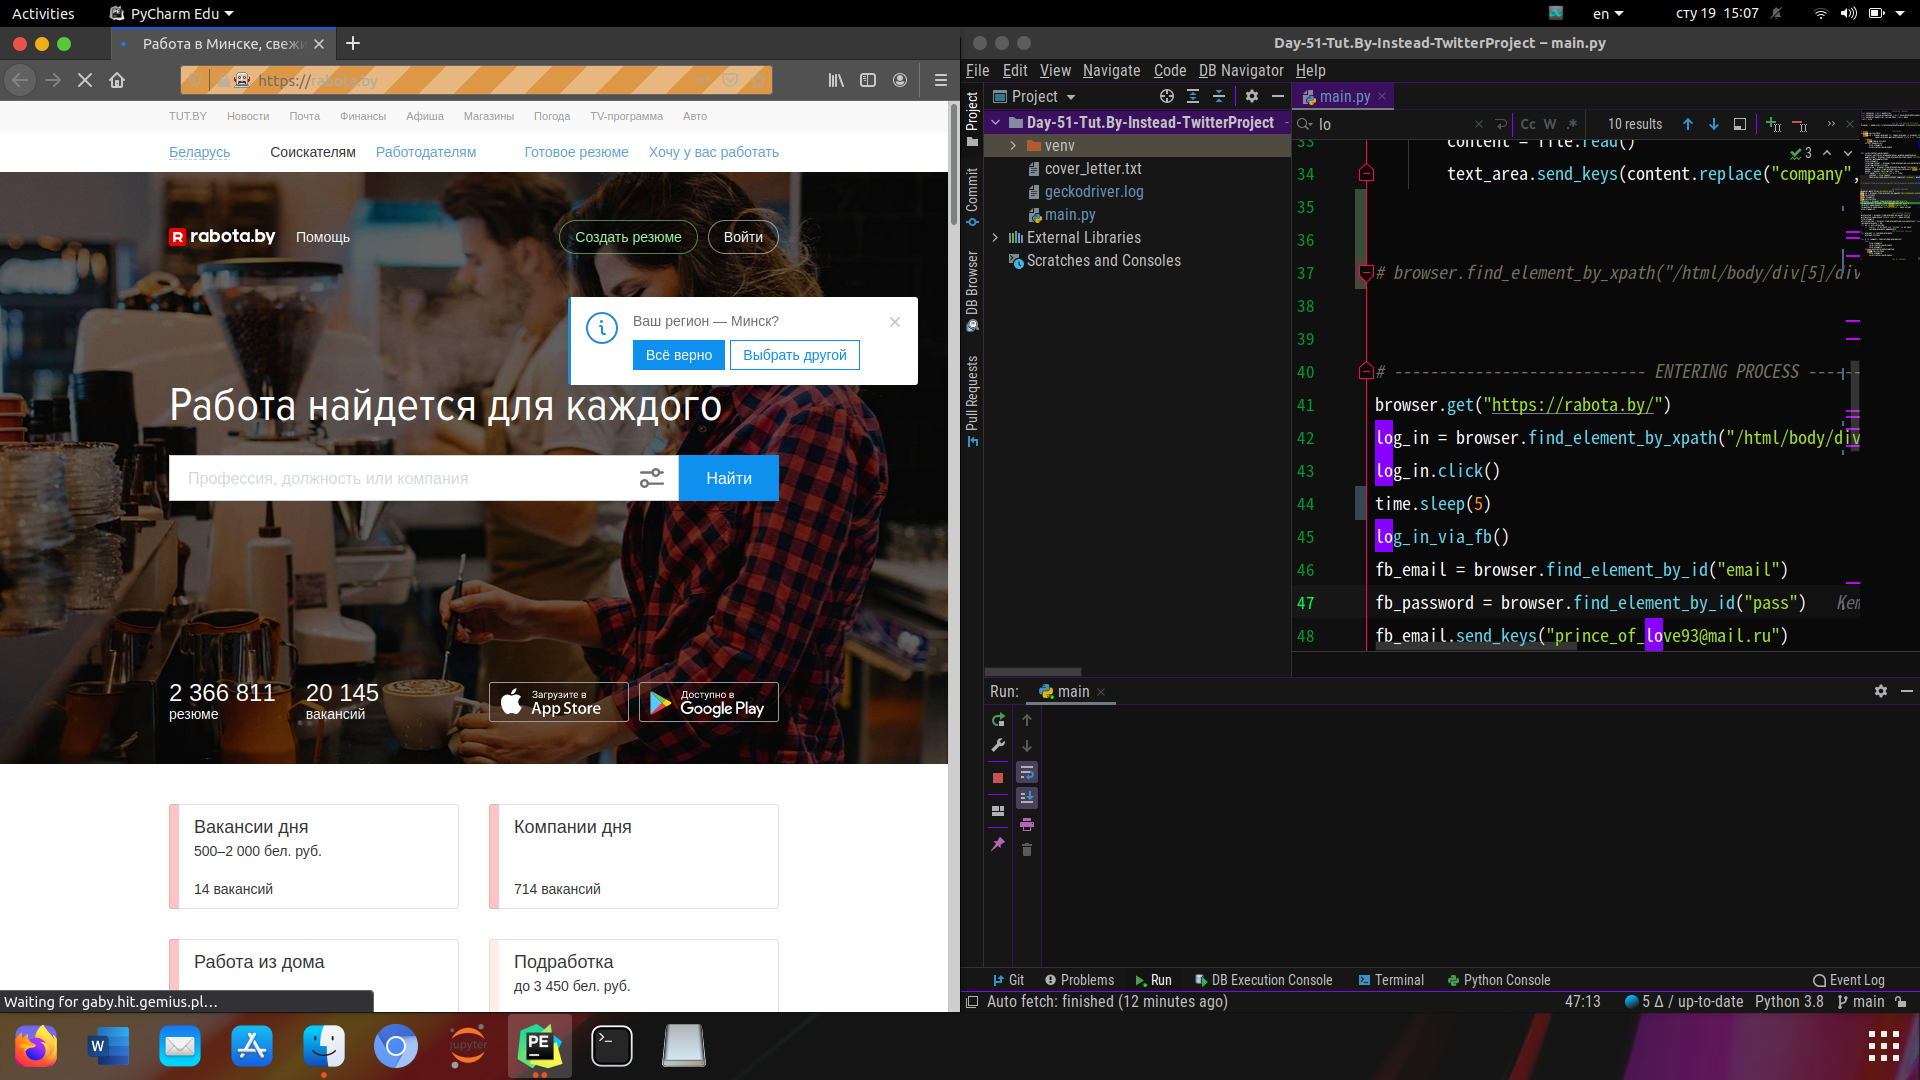 Activities
PyCharm Edu
en
сту 19 15:07
Работа в Минске, свежи
https://rabota.by
TUT.BY Новости Почта Финансы Афиша Магазины Погода TV-программа Авто
Беларусь Соискателям Работодателям Готовое резюме Хочу у вас работать
rabota.by Помощь Создать резюме Войти
Ваш регион — Минск?
Всё верно Выбрать другой
Работа найдется для каждого
Профессия, должность или компания Найти
2 366 811 20 145
резюме вакансий
Загрузите в
App Store
Доступно в
Google Play
Вакансии дня
500–2 000 бел. руб.
14 вакансий
Компании дня
714 вакансий
Работа из дома
Подработка
до 3 450 бел. руб.
Waiting for gaby.hit.gemius.pl…
Day-51-Tut.By-Instead-TwitterProject – main.py
File Edit View Navigate Code DB Navigator Help
Project
Commit
DB Browser
Pull Requests
Project
Day-51-Tut.By-Instead-TwitterProject
venv
cover_letter.txt
geckodriver.log
main.py
External Libraries
Scratches and Consoles
main.py
lo Cc W .* 10 results
3
33 content = file.read()
34 text_area.send_keys(content.replace("company",
35
36
37 # browser.find_element_by_xpath("/html/body/div[5]/div
38
39
40 # ---------------------------- ENTERING PROCESS ------
41 browser.get("https://rabota.by/")
42 log_in = browser.find_element_by_xpath("/html/body/div
43 log_in.click()
44 time.sleep(5)
45 log_in_via_fb()
46 fb_email = browser.find_element_by_id("email")
47 fb_password = browser.find_element_by_id("pass")
48 fb_email.send_keys("prince_of_love93@mail.ru")
Run: main
Git Problems Run DB Execution Console Terminal Python Console Event Log
Auto fetch: finished (12 minutes ago) 47:13 5 Δ / up-to-date Python 3.8 main
W
jupyter
PE